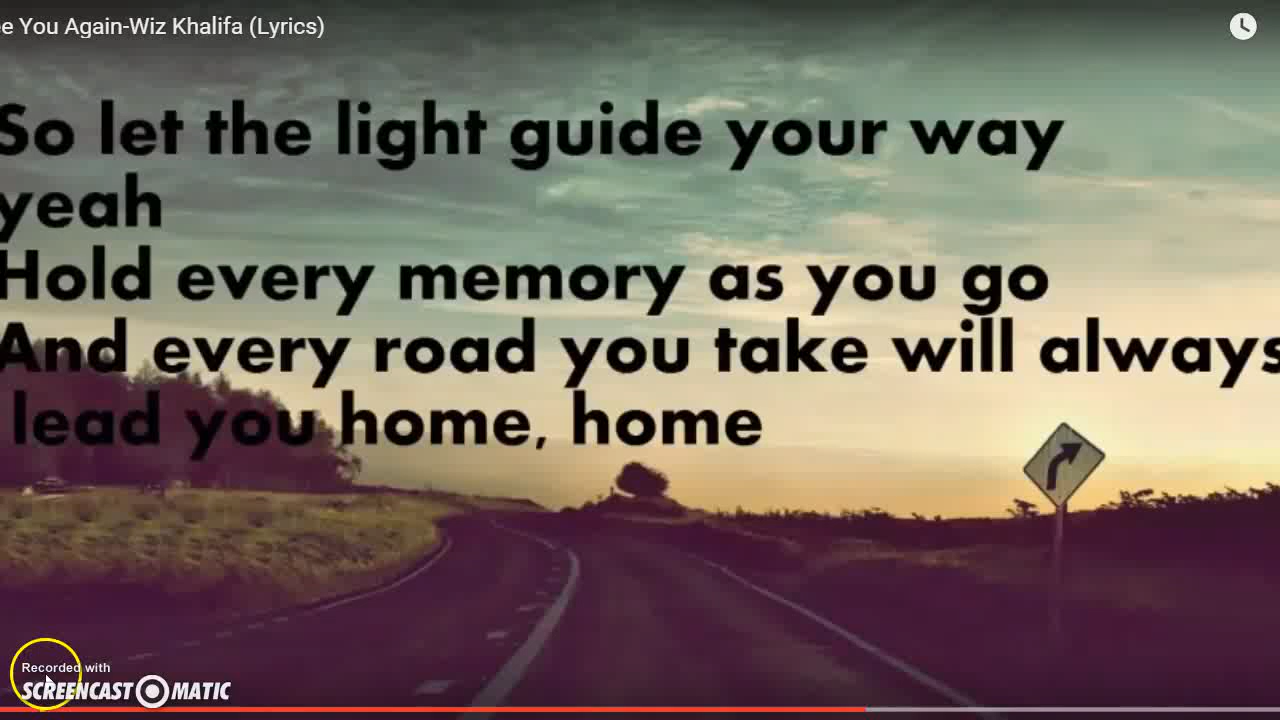 e You Again-Wiz Khalifa (Lyrics)
So let the light guide your way
yeah
Hold every memory as you go
And every road you take will always
lead you home, home
Recorded with
SCREENCAST O MATIC